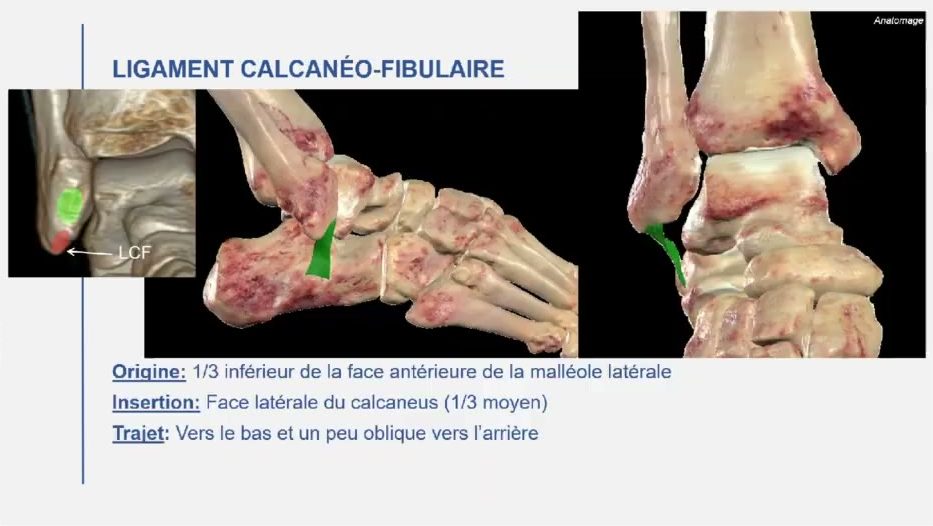 Anatomage
LIGAMENT CALCANÉO-FIBULAIRE
LCF
Origine: 1/3 inférieur de la face antérieure de la malléole latérale
Insertion: Face latérale du calcaneus (1/3 moyen)
Trajet: Vers le bas et un peu oblique vers l'arrière